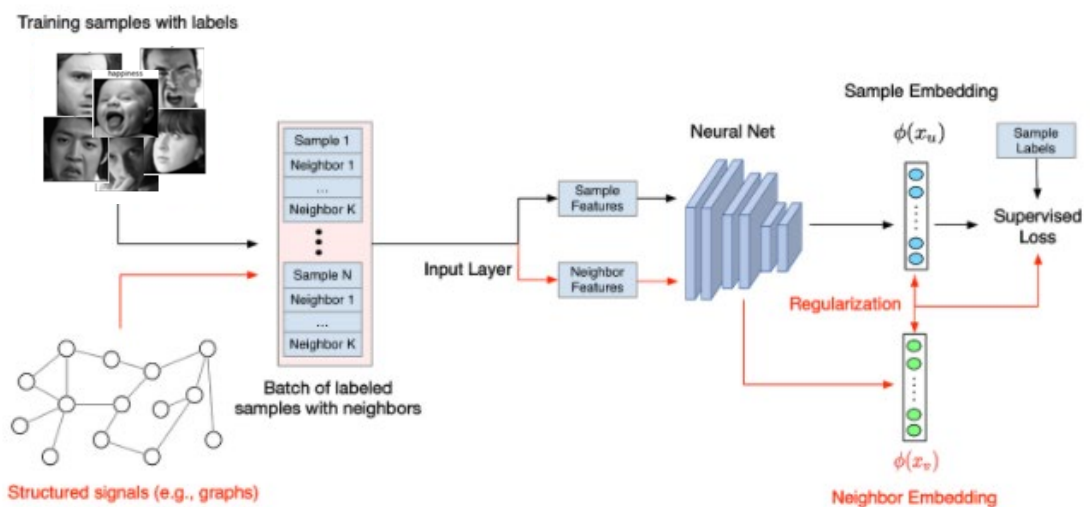 Training samples with labels
happiness
Sample 1
Neighbor 1
...
Neighbor K
Sample N
Neighbor 1
...
Neighbor K
Batch of labeled
samples with neighbors
Structured signals (e.g., graphs)
Input Layer
Sample
Features
Neighbor
Features
Neural Net
Sample Embedding
ϕ(xᵤ)
Sample
Labels
Supervised
Loss
Regularization
ϕ(xᵥ)
Neighbor Embedding